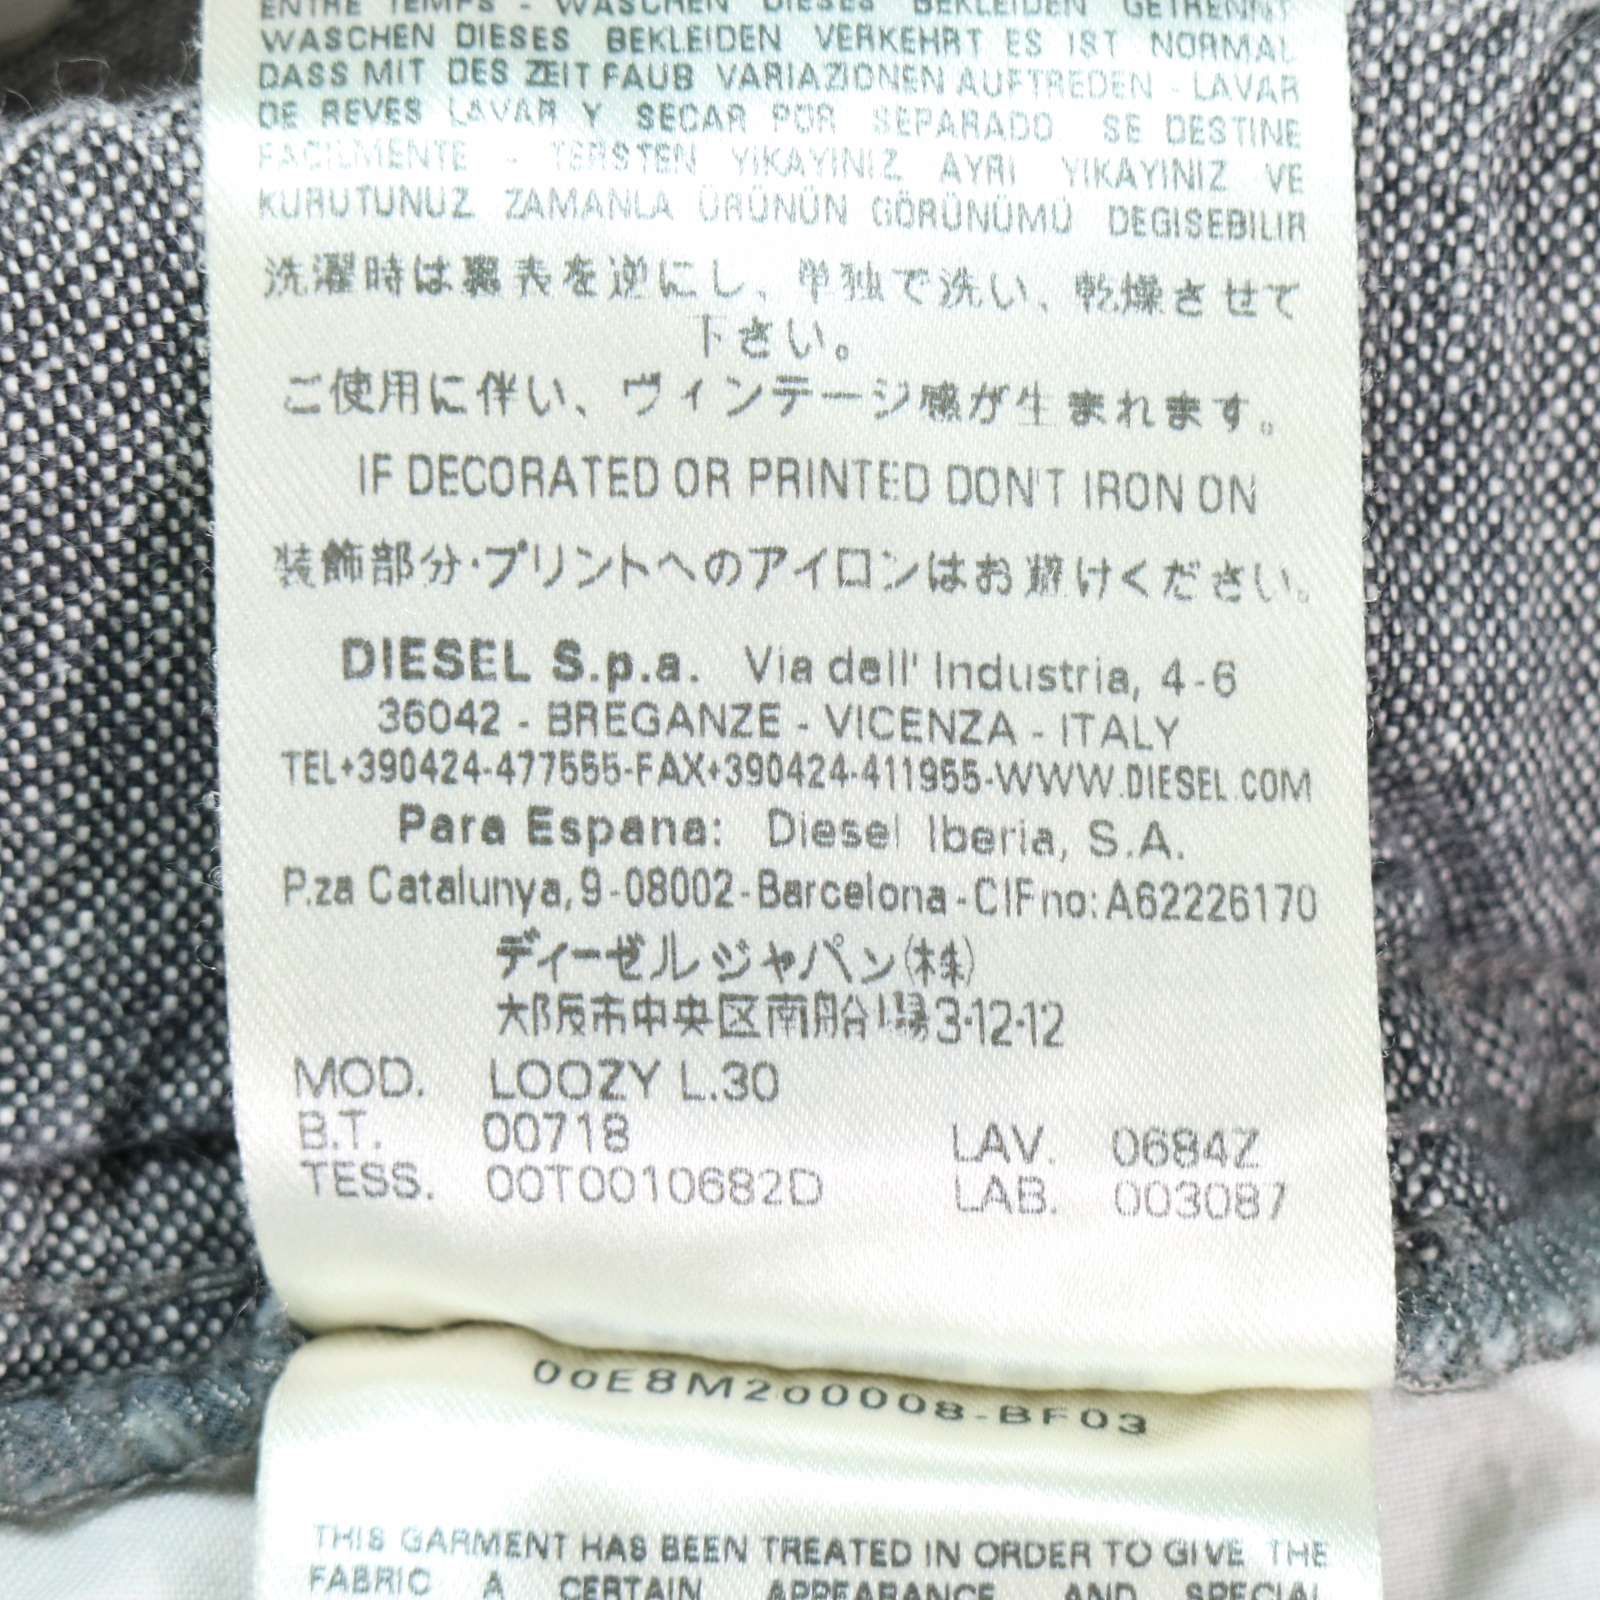 ENTRE TEMPS - WASCHEN DIESES BEKLEIDEN GETRENNT
WASCHEN DIESES BEKLEIDEN VERKEHRT ES IST NORMAL
DASS MIT DES ZEIT FAUB VARIAZIONEN AUFTREDEN - LAVAR
DE REVES LAVAR Y SECAR POR SEPARADO SE DESTINE
FACILMENTE - TERSTEN YIKAYINIZ AYRI YIKAYINIZ VE
KURUTUNUZ ZAMANLA ÜRÜNÜN GÖRÜNÜMÜ DEGISEBILIR
洗濯時は裏表を逆にし、単独で洗い、乾燥させて
下さい。
ご使用に伴い、ヴィンテージ感が生まれます。
IF DECORATED OR PRINTED DON'T IRON ON
装飾部分・プリントへのアイロンはお避けください。
DIESEL S.p.a. Via dell' Industria, 4-6
36042 - BREGANZE - VICENZA - ITALY
TEL+390424-477555-FAX+390424-411955-WWW.DIESEL.COM
Para Espana: Diesel Iberia, S.A.
P.za Catalunya, 9-08002-Barcelona-CIF no: A62226170
ディーゼルジャパン(株)
大阪市中央区南船場3-12-12
MOD. LOOZY L.30
B.T. 00718 LAV. 0684Z
TESS. 00T0010682D LAB. 003087
00E8M200008-BF03
THIS GARMENT HAS BEEN TREATED IN ORDER TO GIVE THE
FABRIC A CERTAIN APPEARANCE AND SPECIAL